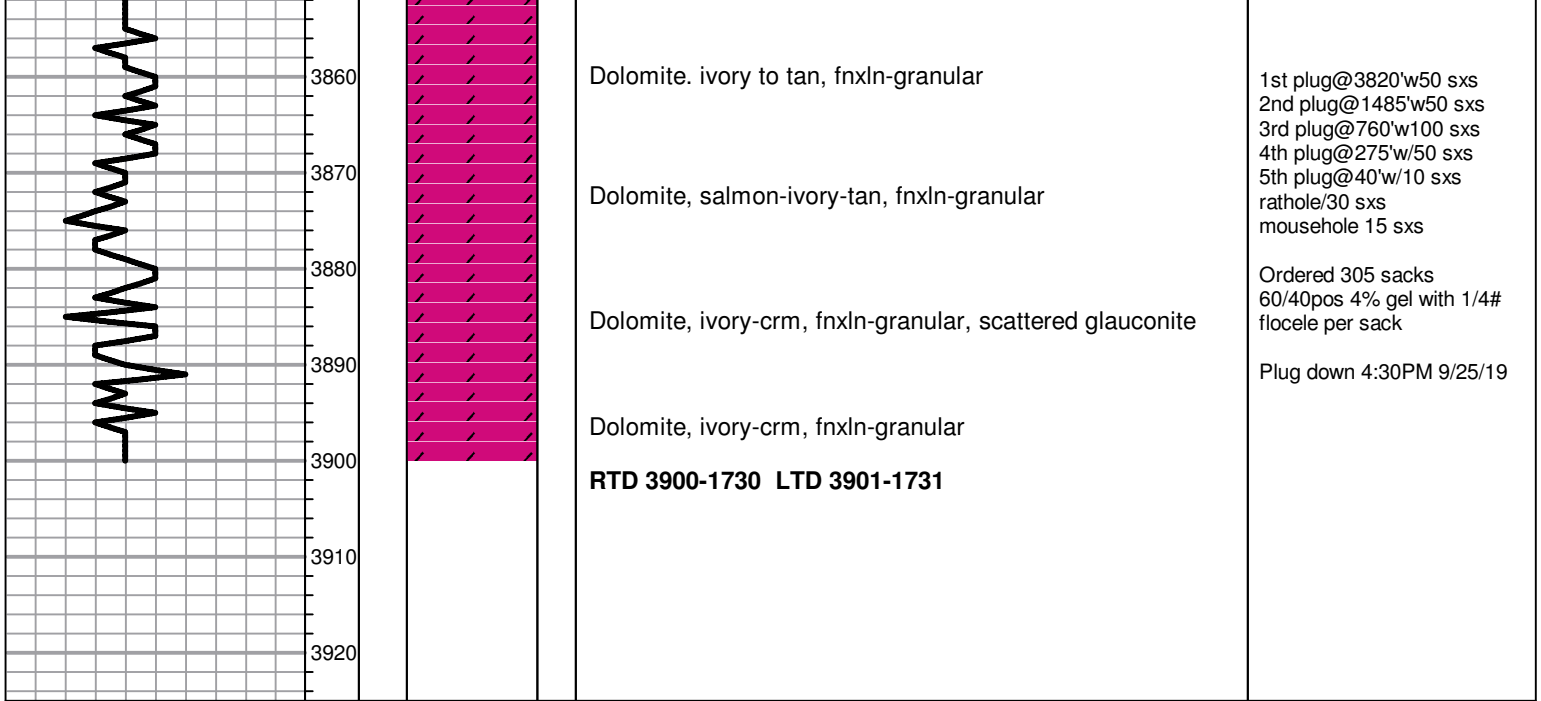 3860
3870
3880
3890
3900
3910
3920
Dolomite. ivory to tan, fnxln-granular
Dolomite, salmon-ivory-tan, fnxln-granular
Dolomite, ivory-crm, fnxln-granular, scattered glauconite
Dolomite, ivory-crm, fnxln-granular
RTD 3900-1730 LTD 3901-1731
1st plug@3820'w50 sxs
2nd plug@1485'w50 sxs
3rd plug@760'w100 sxs
4th plug@275'w/50 sxs
5th plug@40'w/10 sxs
rathole/30 sxs
mousehole 15 sxs
Ordered 305 sacks
60/40pos 4% gel with 1/4#
flocele per sack
Plug down 4:30PM 9/25/19